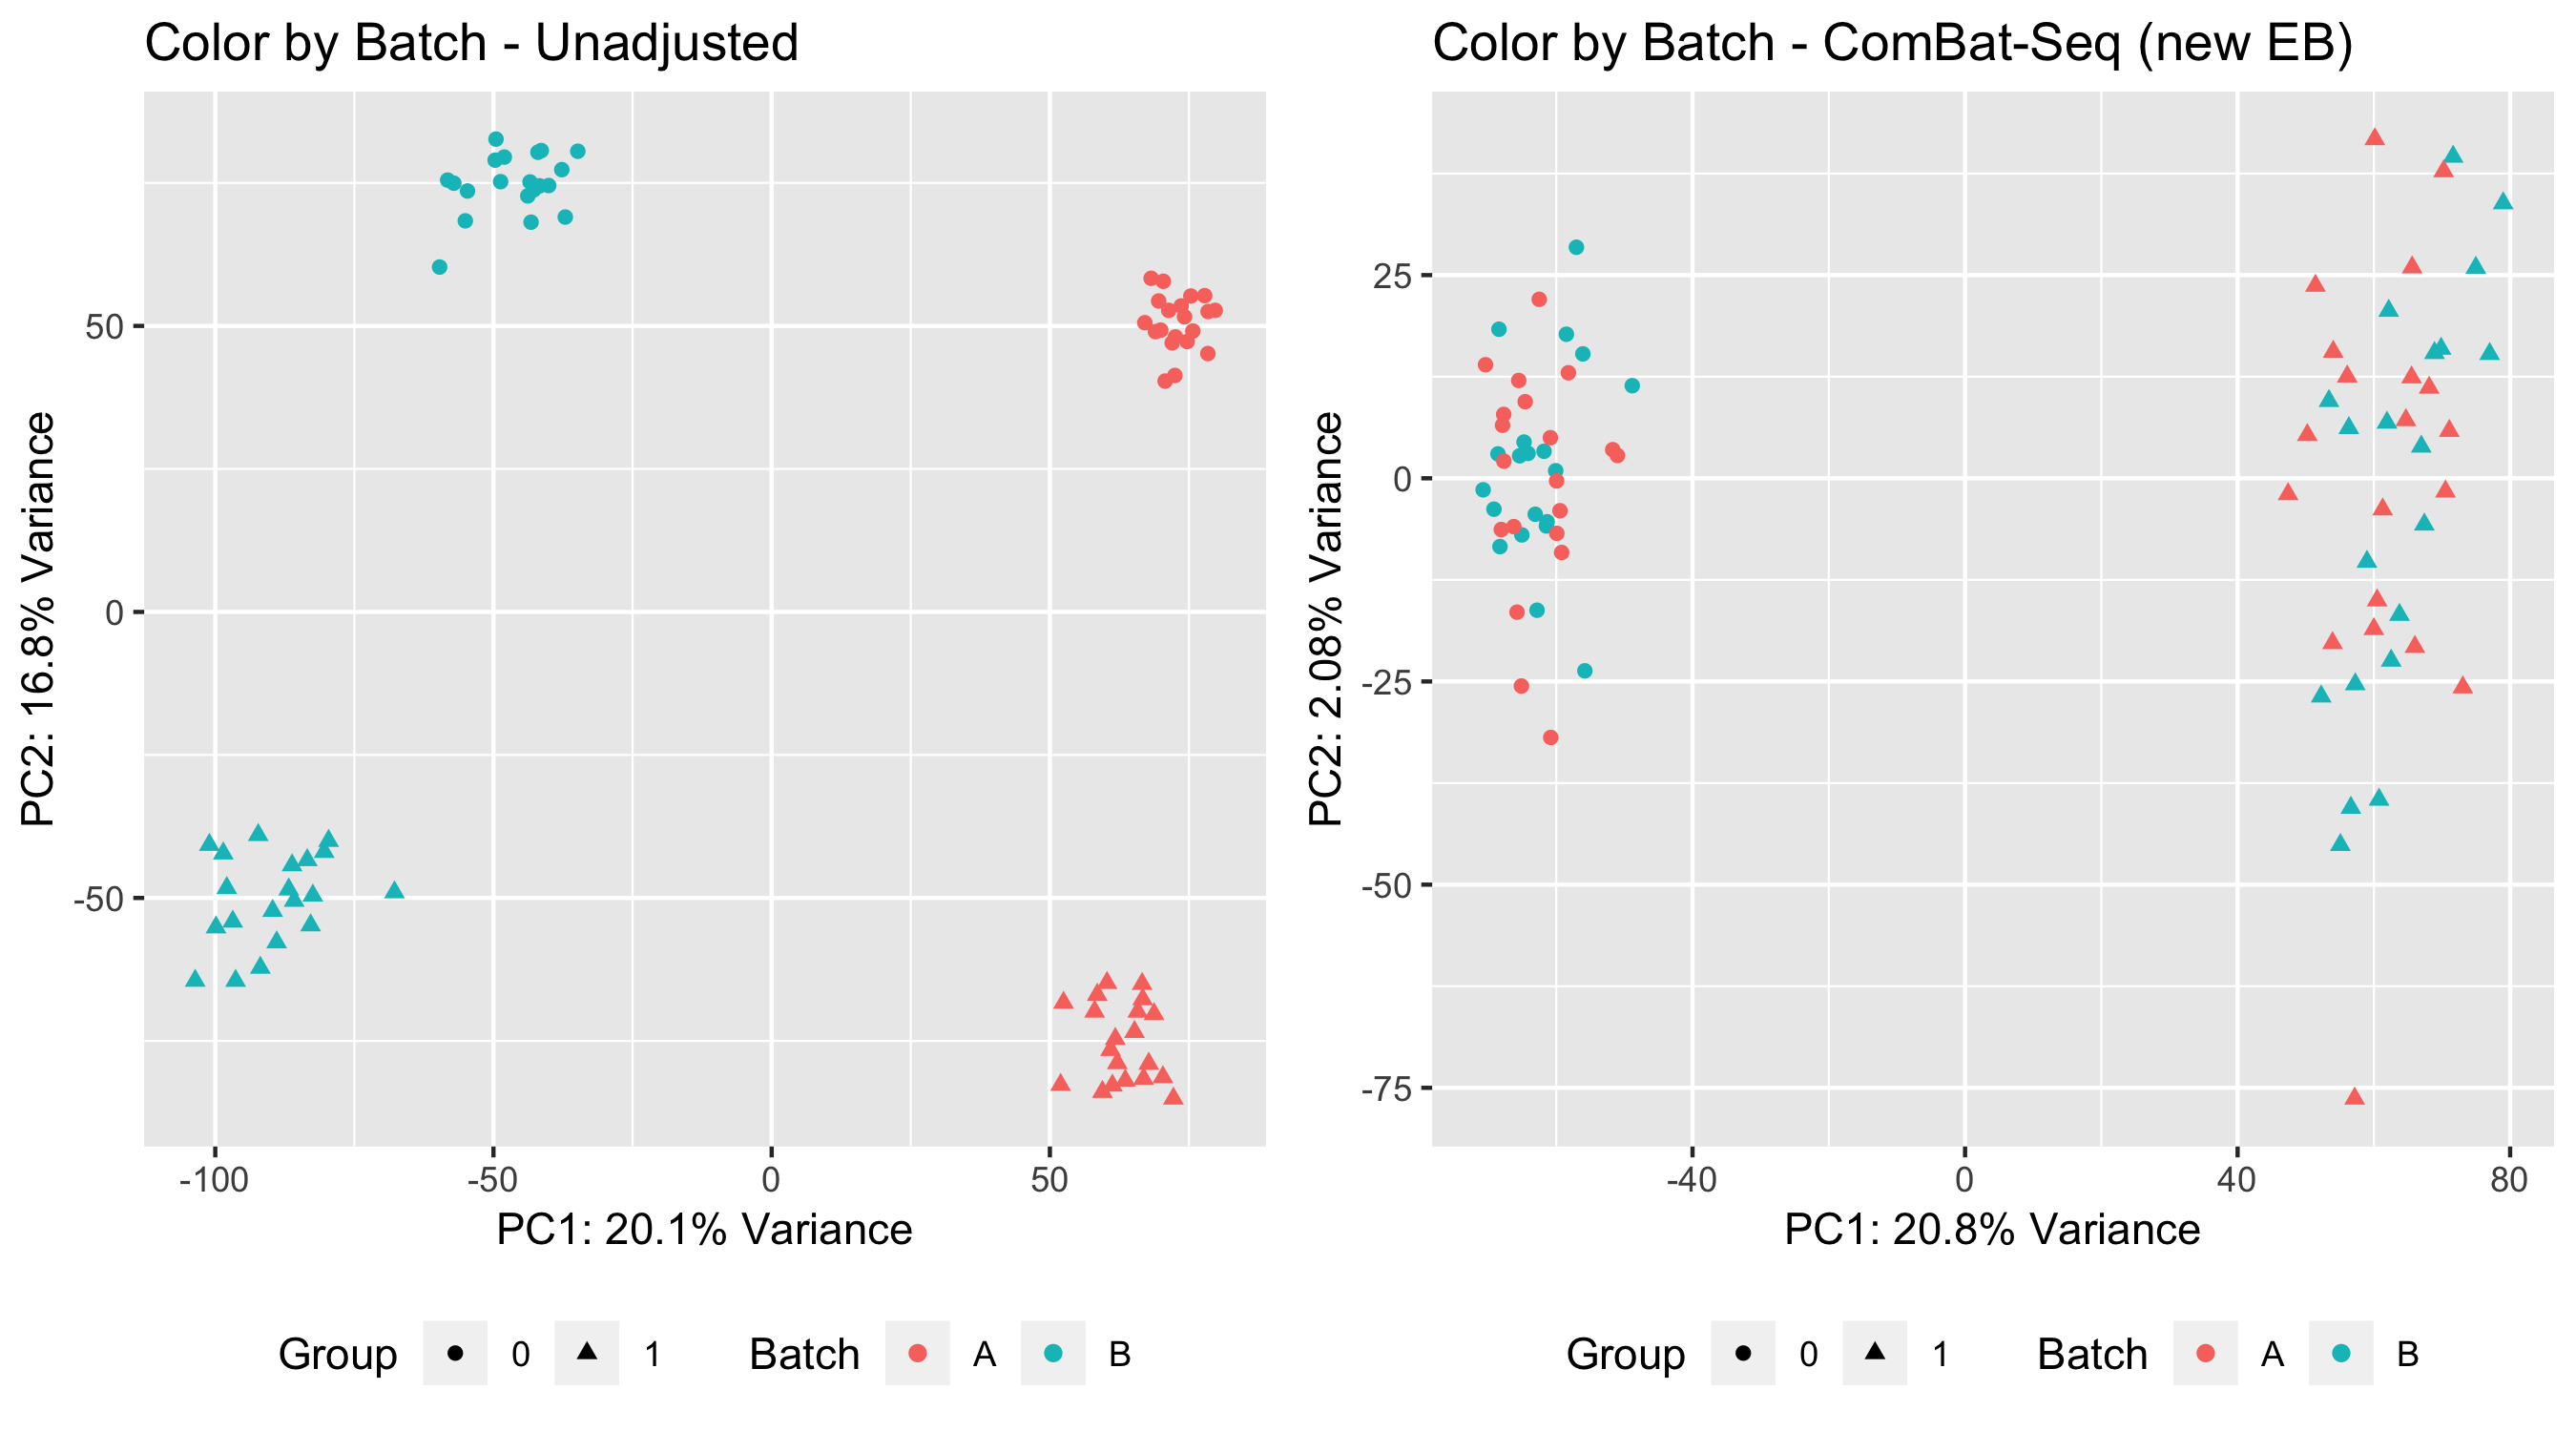 Color by Batch - Unadjusted
PC2: 16.8% Variance
50
0
-50
-100
-50
0
50
PC1: 20.1% Variance
Group 0 1 Batch A B
Color by Batch - ComBat-Seq (new EB)
PC2: 2.08% Variance
25
0
-25
-50
-75
-40
0
40
80
PC1: 20.8% Variance
Group 0 1 Batch A B